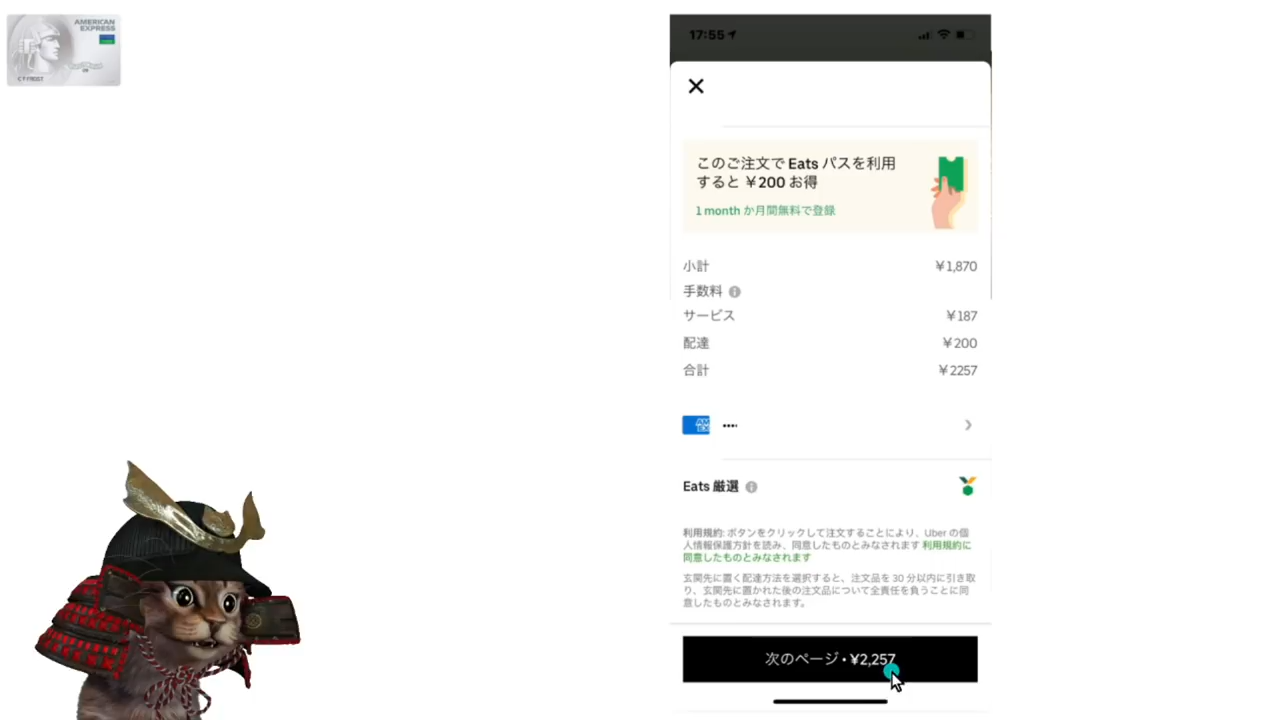 AMERICAN
EXPRESS
C F FROST
17:55
このご注文で Eats パスを利用
すると ¥200 お得
1 month か月間無料で登録
小計 ¥1,870
手数料
サービス ¥187
配達 ¥200
合計 ¥2257
AM
EX ••••
Eats 厳選
利用規約: ボタンをクリックして注文することにより、Uber の個
人情報保護方針を読み、同意したものとみなされます 利用規約に
同意したものとみなされます
玄関先に置く配達方法を選択すると、注文品を 30 分以内に引き取
り、玄関先に置かれた後の注文品について全責任を負うことに同
意したものとみなされます。
次のページ • ¥2,257